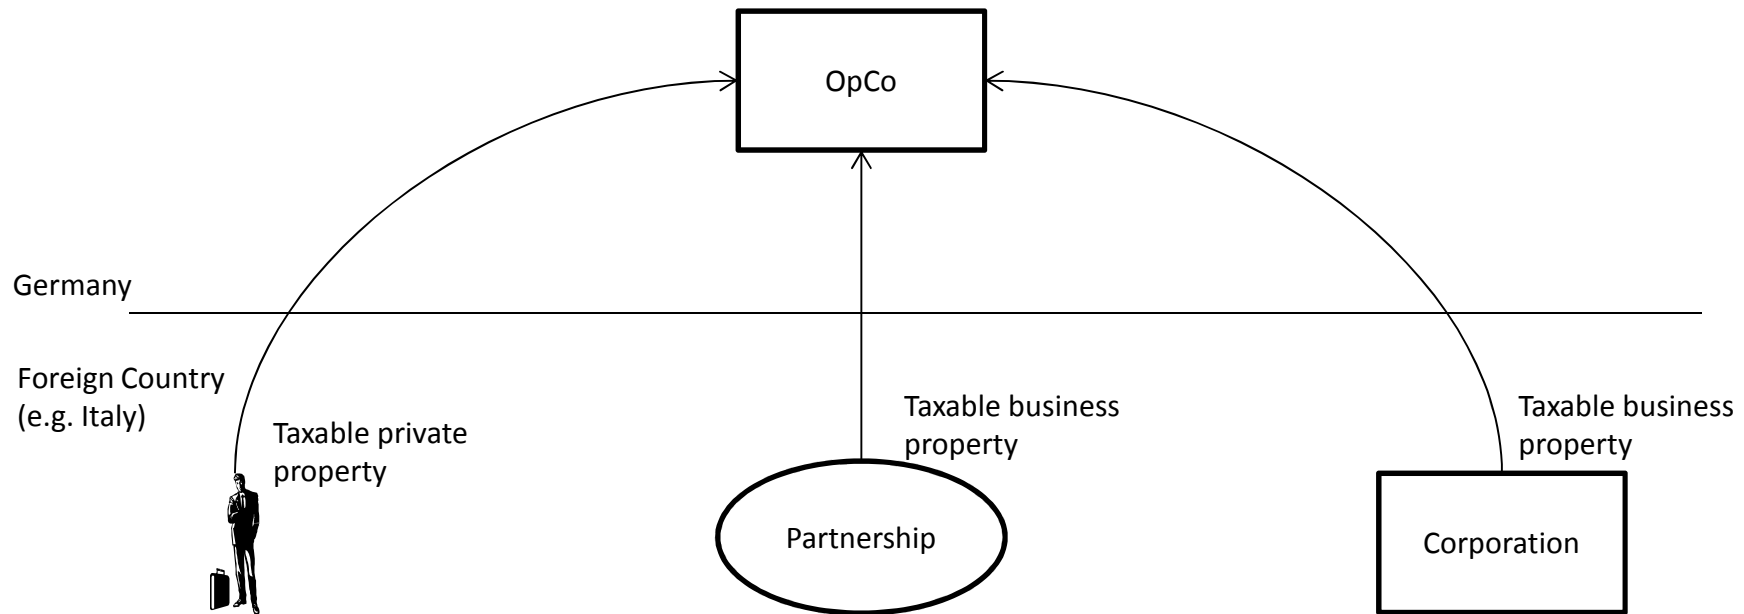 OpCo
Germany
Foreign Country
(e.g. Italy)
Taxable private
property
Taxable business
property
Taxable business
property
Partnership
Corporation